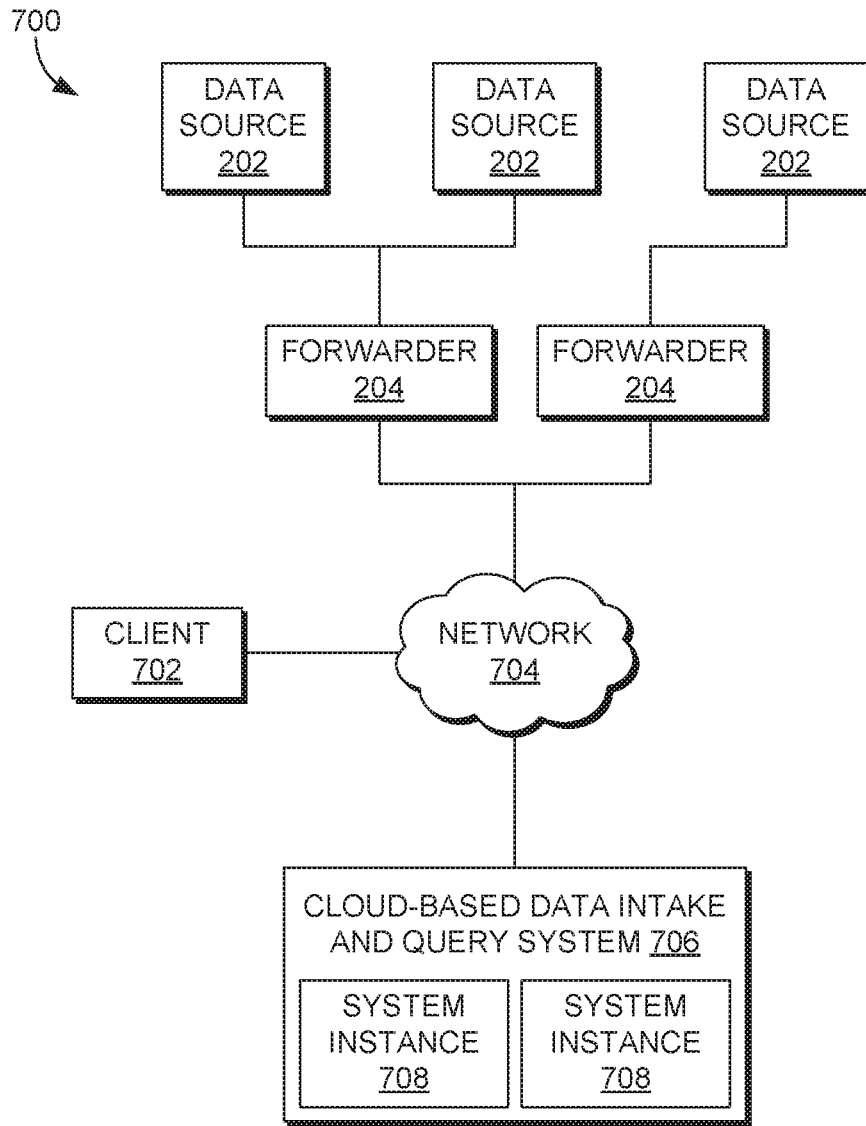 700
DATA
SOURCE
202
DATA
SOURCE
202
DATA
SOURCE
202
FORWARDER
204
FORWARDER
204
CLIENT
702
NETWORK
704
CLOUD-BASED DATA INTAKE
AND QUERY SYSTEM 706
SYSTEM
INSTANCE
708
SYSTEM
INSTANCE
708